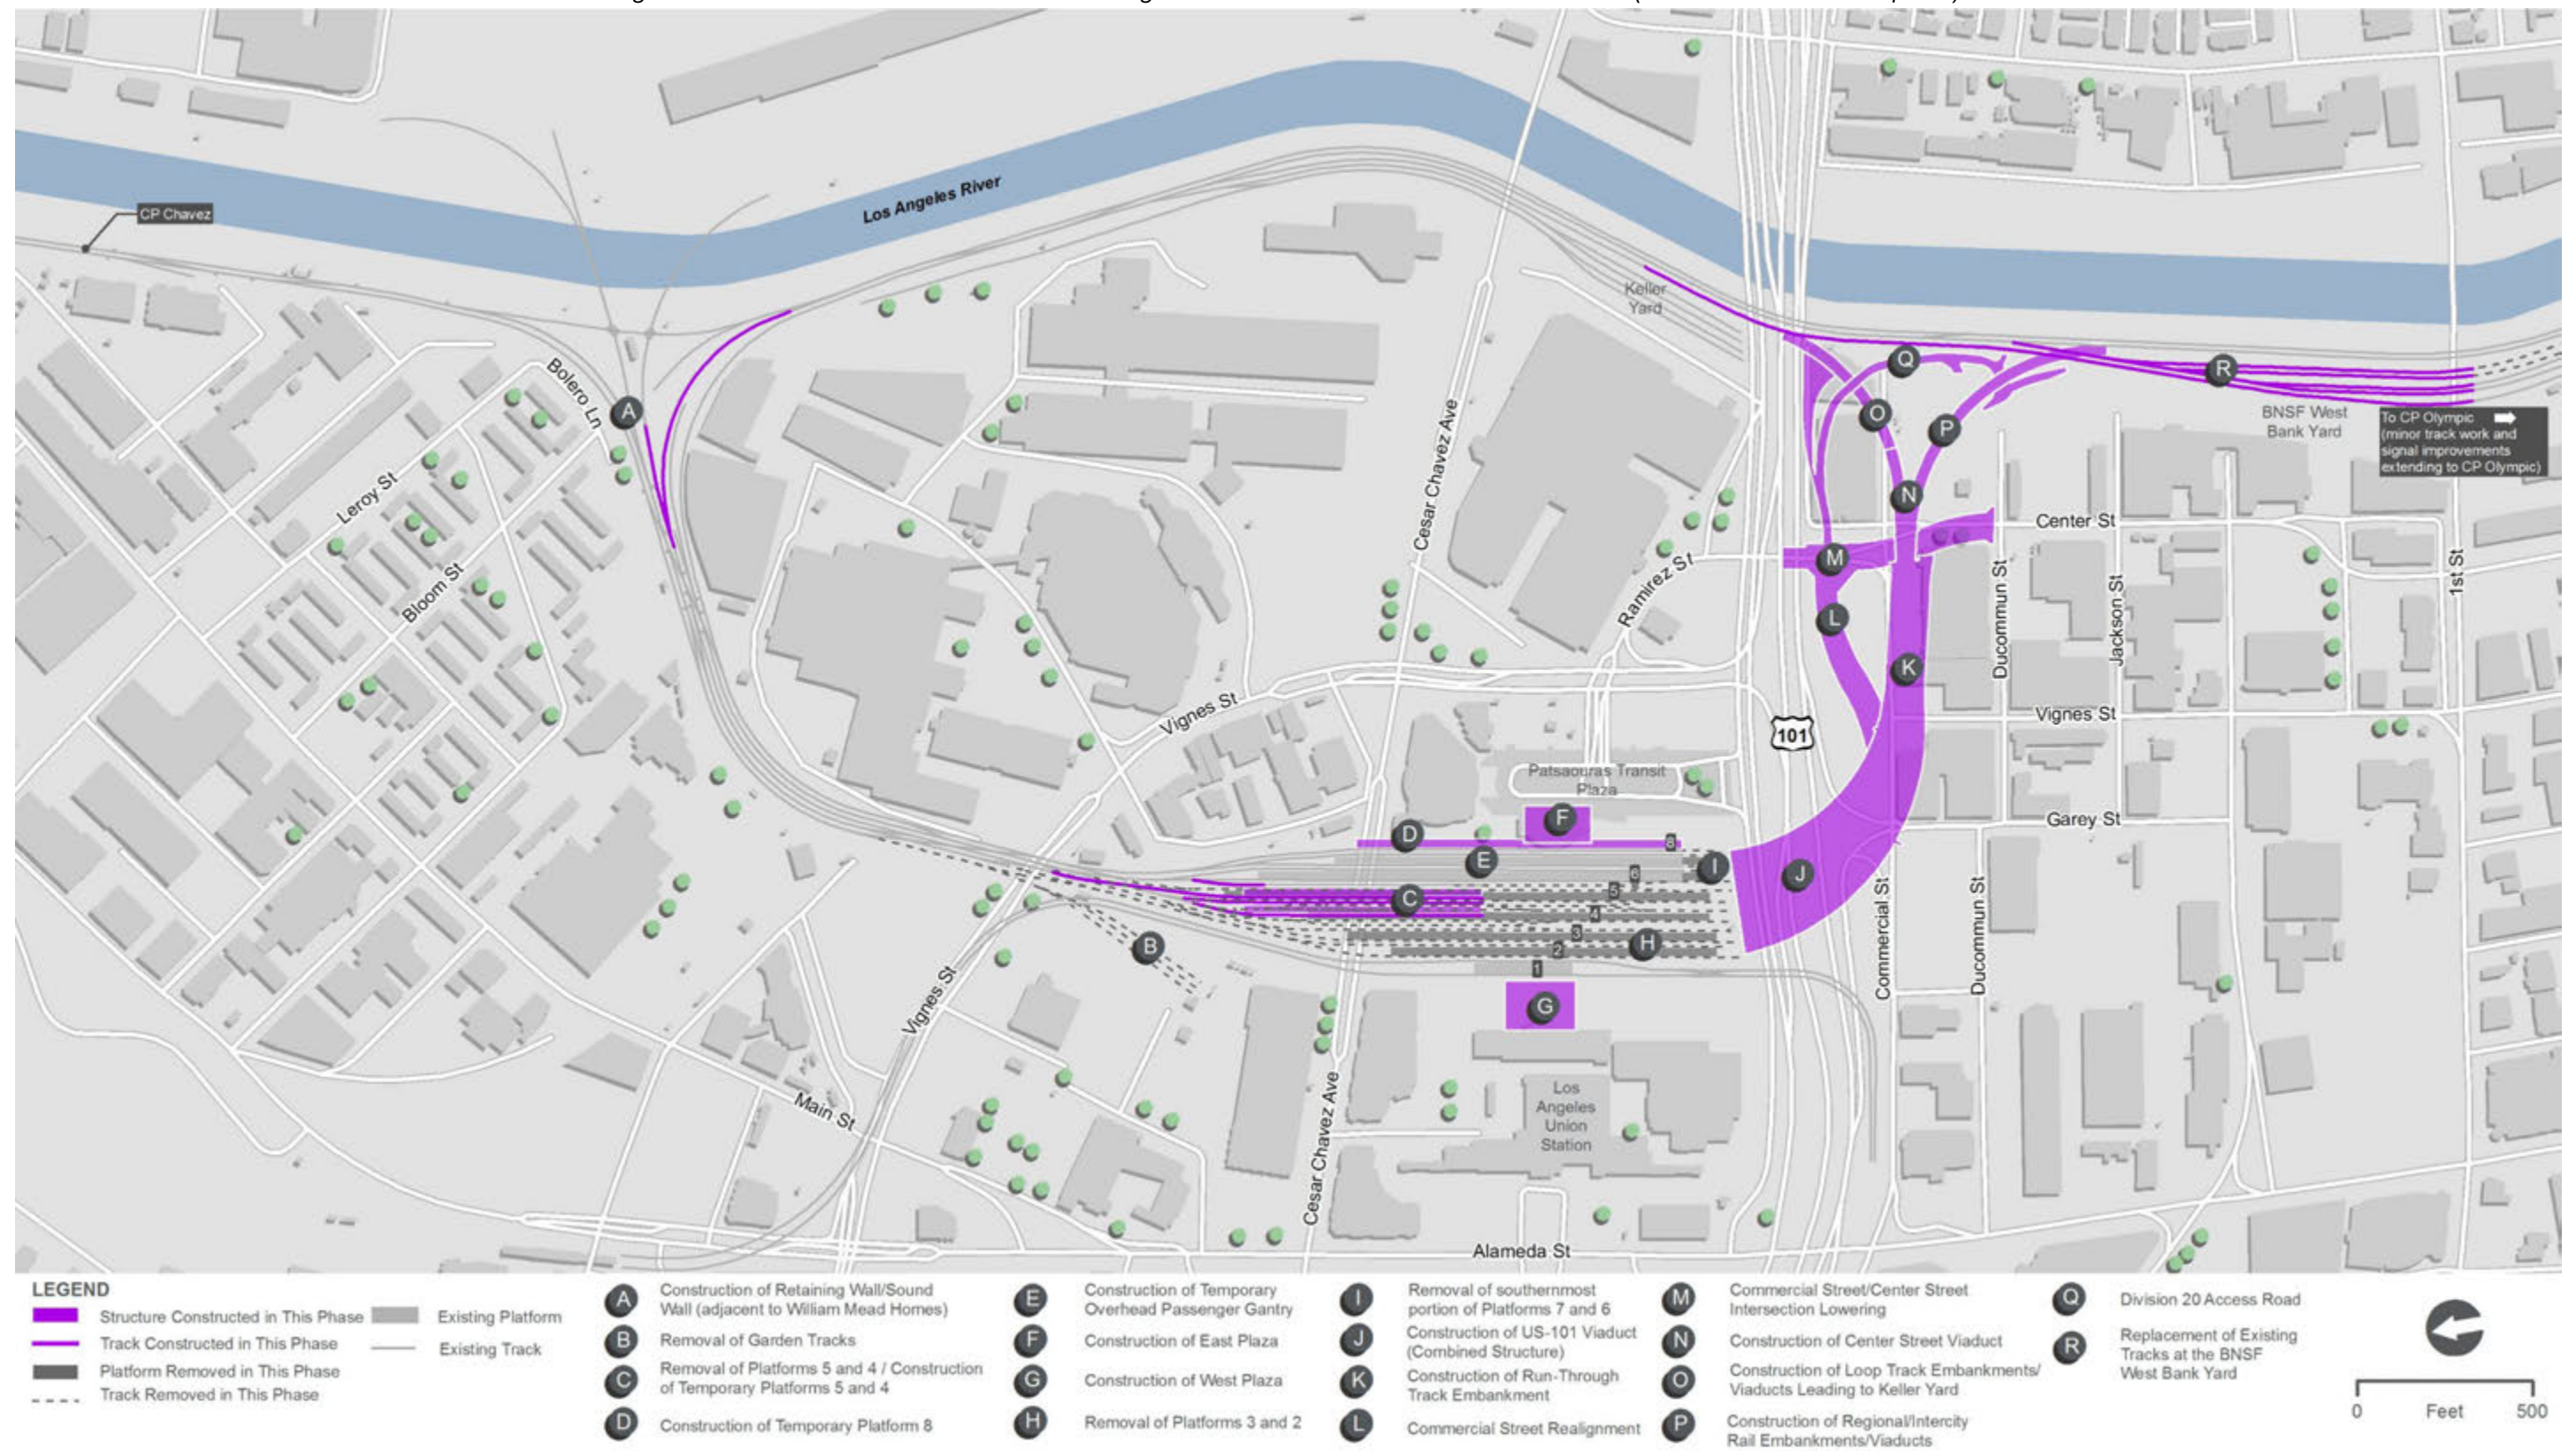 CP Chavez
Los Angeles River
Keller
Yard
BNSF West
Bank Yard
To CP Olympic
(minor track work and
signal improvements
extending to CP Olympic)
Bolero Ln
Leroy St
Bloom St
Cesar Chavez Ave
Ramirez St
Center St
1st St
Ducommun St
Jackson St
Vignes St
Vignes St
101
Patsaouras Transit
Plaza
Garey St
Commercial St
Ducommun St
Vignes St
Main St
Cesar Chavez Ave
Los
Angeles
Union
Station
Alameda St
A
B
C
D
E
F
G
H
I
J
K
L
M
N
O
P
Q
R
8
6
5
4
3
2
1
LEGEND
Structure Constructed in This Phase
Track Constructed in This Phase
Platform Removed in This Phase
Track Removed in This Phase
Existing Platform
Existing Track
A Construction of Retaining Wall/Sound
Wall (adjacent to William Mead Homes)
B Removal of Garden Tracks
C Removal of Platforms 5 and 4 / Construction
of Temporary Platforms 5 and 4
D Construction of Temporary Platform 8
E Construction of Temporary
Overhead Passenger Gantry
F Construction of East Plaza
G Construction of West Plaza
H Removal of Platforms 3 and 2
I Removal of southernmost
portion of Platforms 7 and 6
J Construction of US-101 Viaduct
(Combined Structure)
K Construction of Run-Through
Track Embankment
L Commercial Street Realignment
M Commercial Street/Center Street
Intersection Lowering
N Construction of Center Street Viaduct
O Construction of Loop Track Embankments/
Viaducts Leading to Keller Yard
P Construction of Regional/Intercity
Rail Embankments/Viaducts
Q Division 20 Access Road
R Replacement of Existing
Tracks at the BNSF
West Bank Yard
0 Feet 500